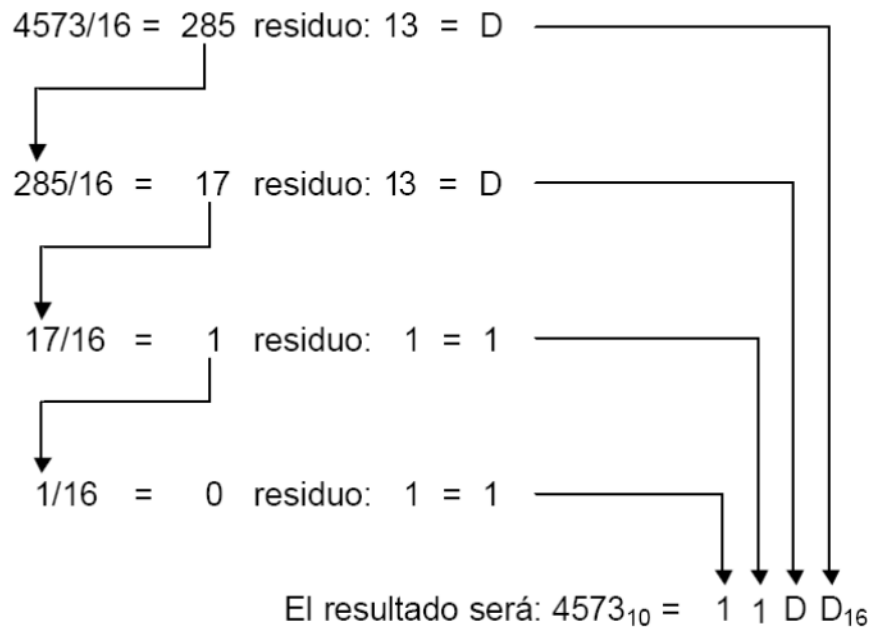 4573/16 = 285 residuo: 13 = D
285/16 = 17 residuo: 13 = D
17/16 = 1 residuo: 1 = 1
1/16 = 0 residuo: 1 = 1
El resultado será: 4573₁₀ = 1 1 D D₁₆